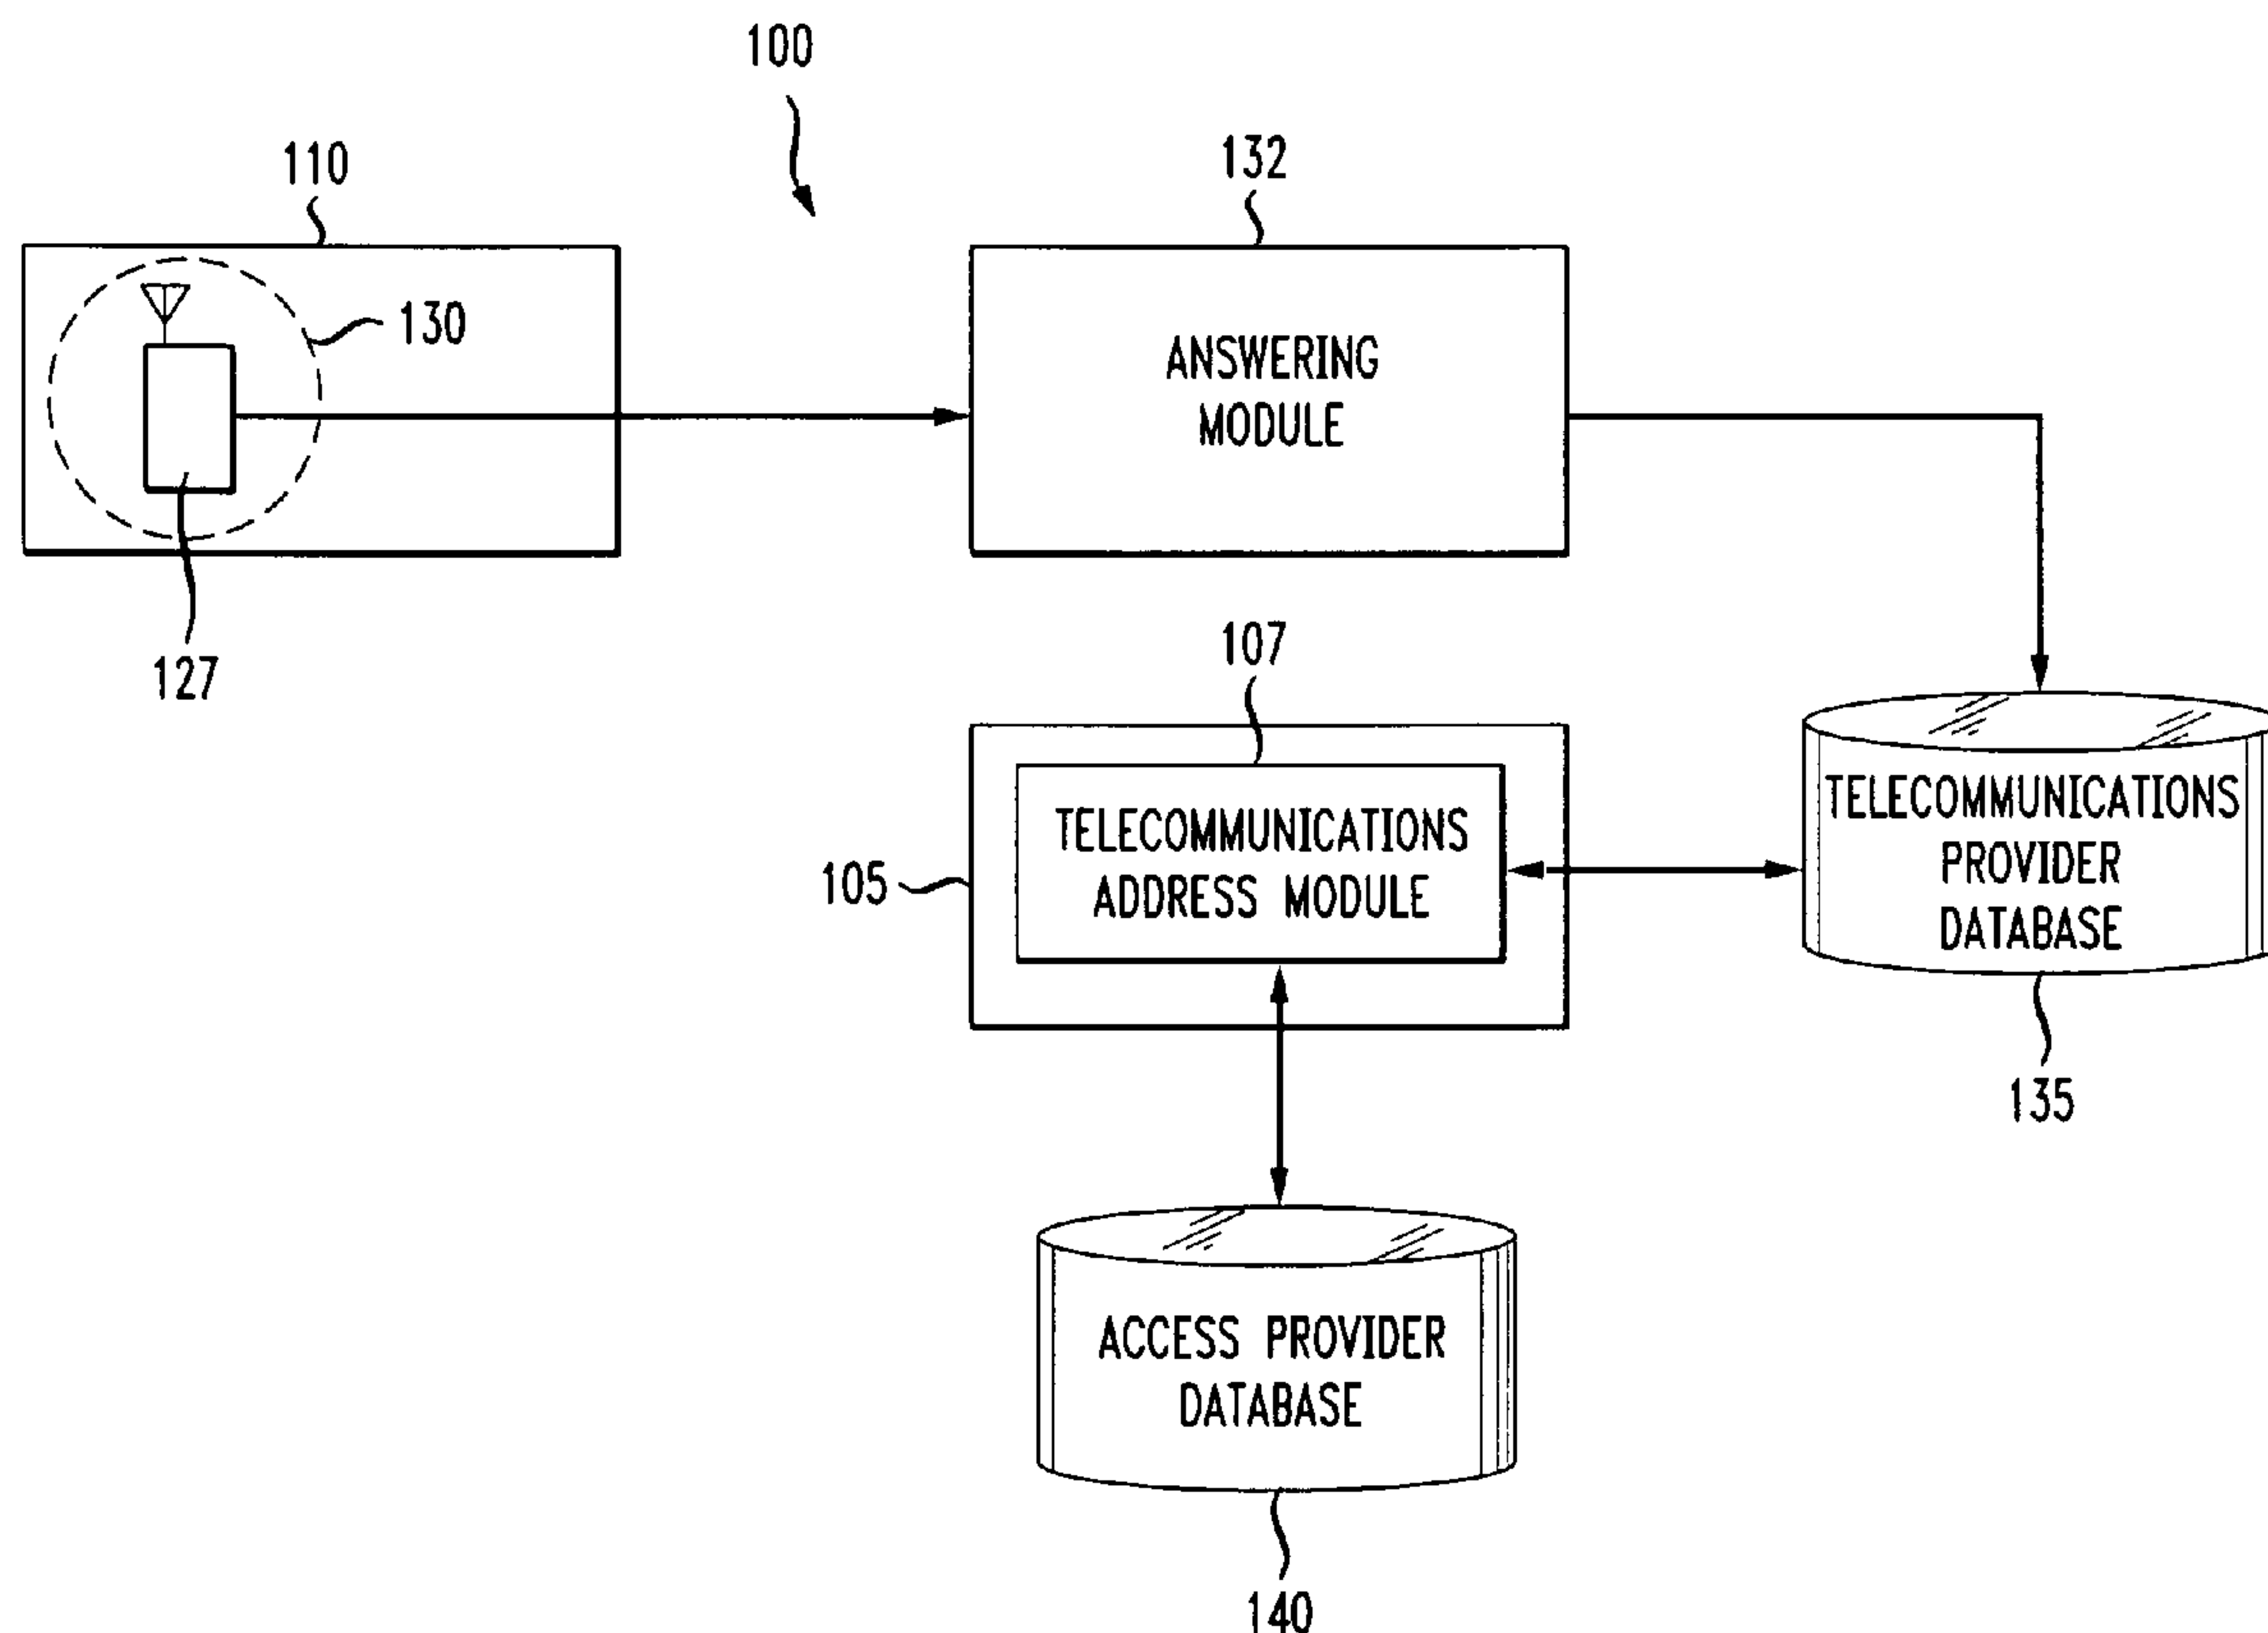 100
110
132
130
ANSWERING
MODULE
127
107
TELECOMMUNICATIONS
ADDRESS MODULE
105
TELECOMMUNICATIONS
PROVIDER
DATABASE
135
ACCESS PROVIDER
DATABASE
140